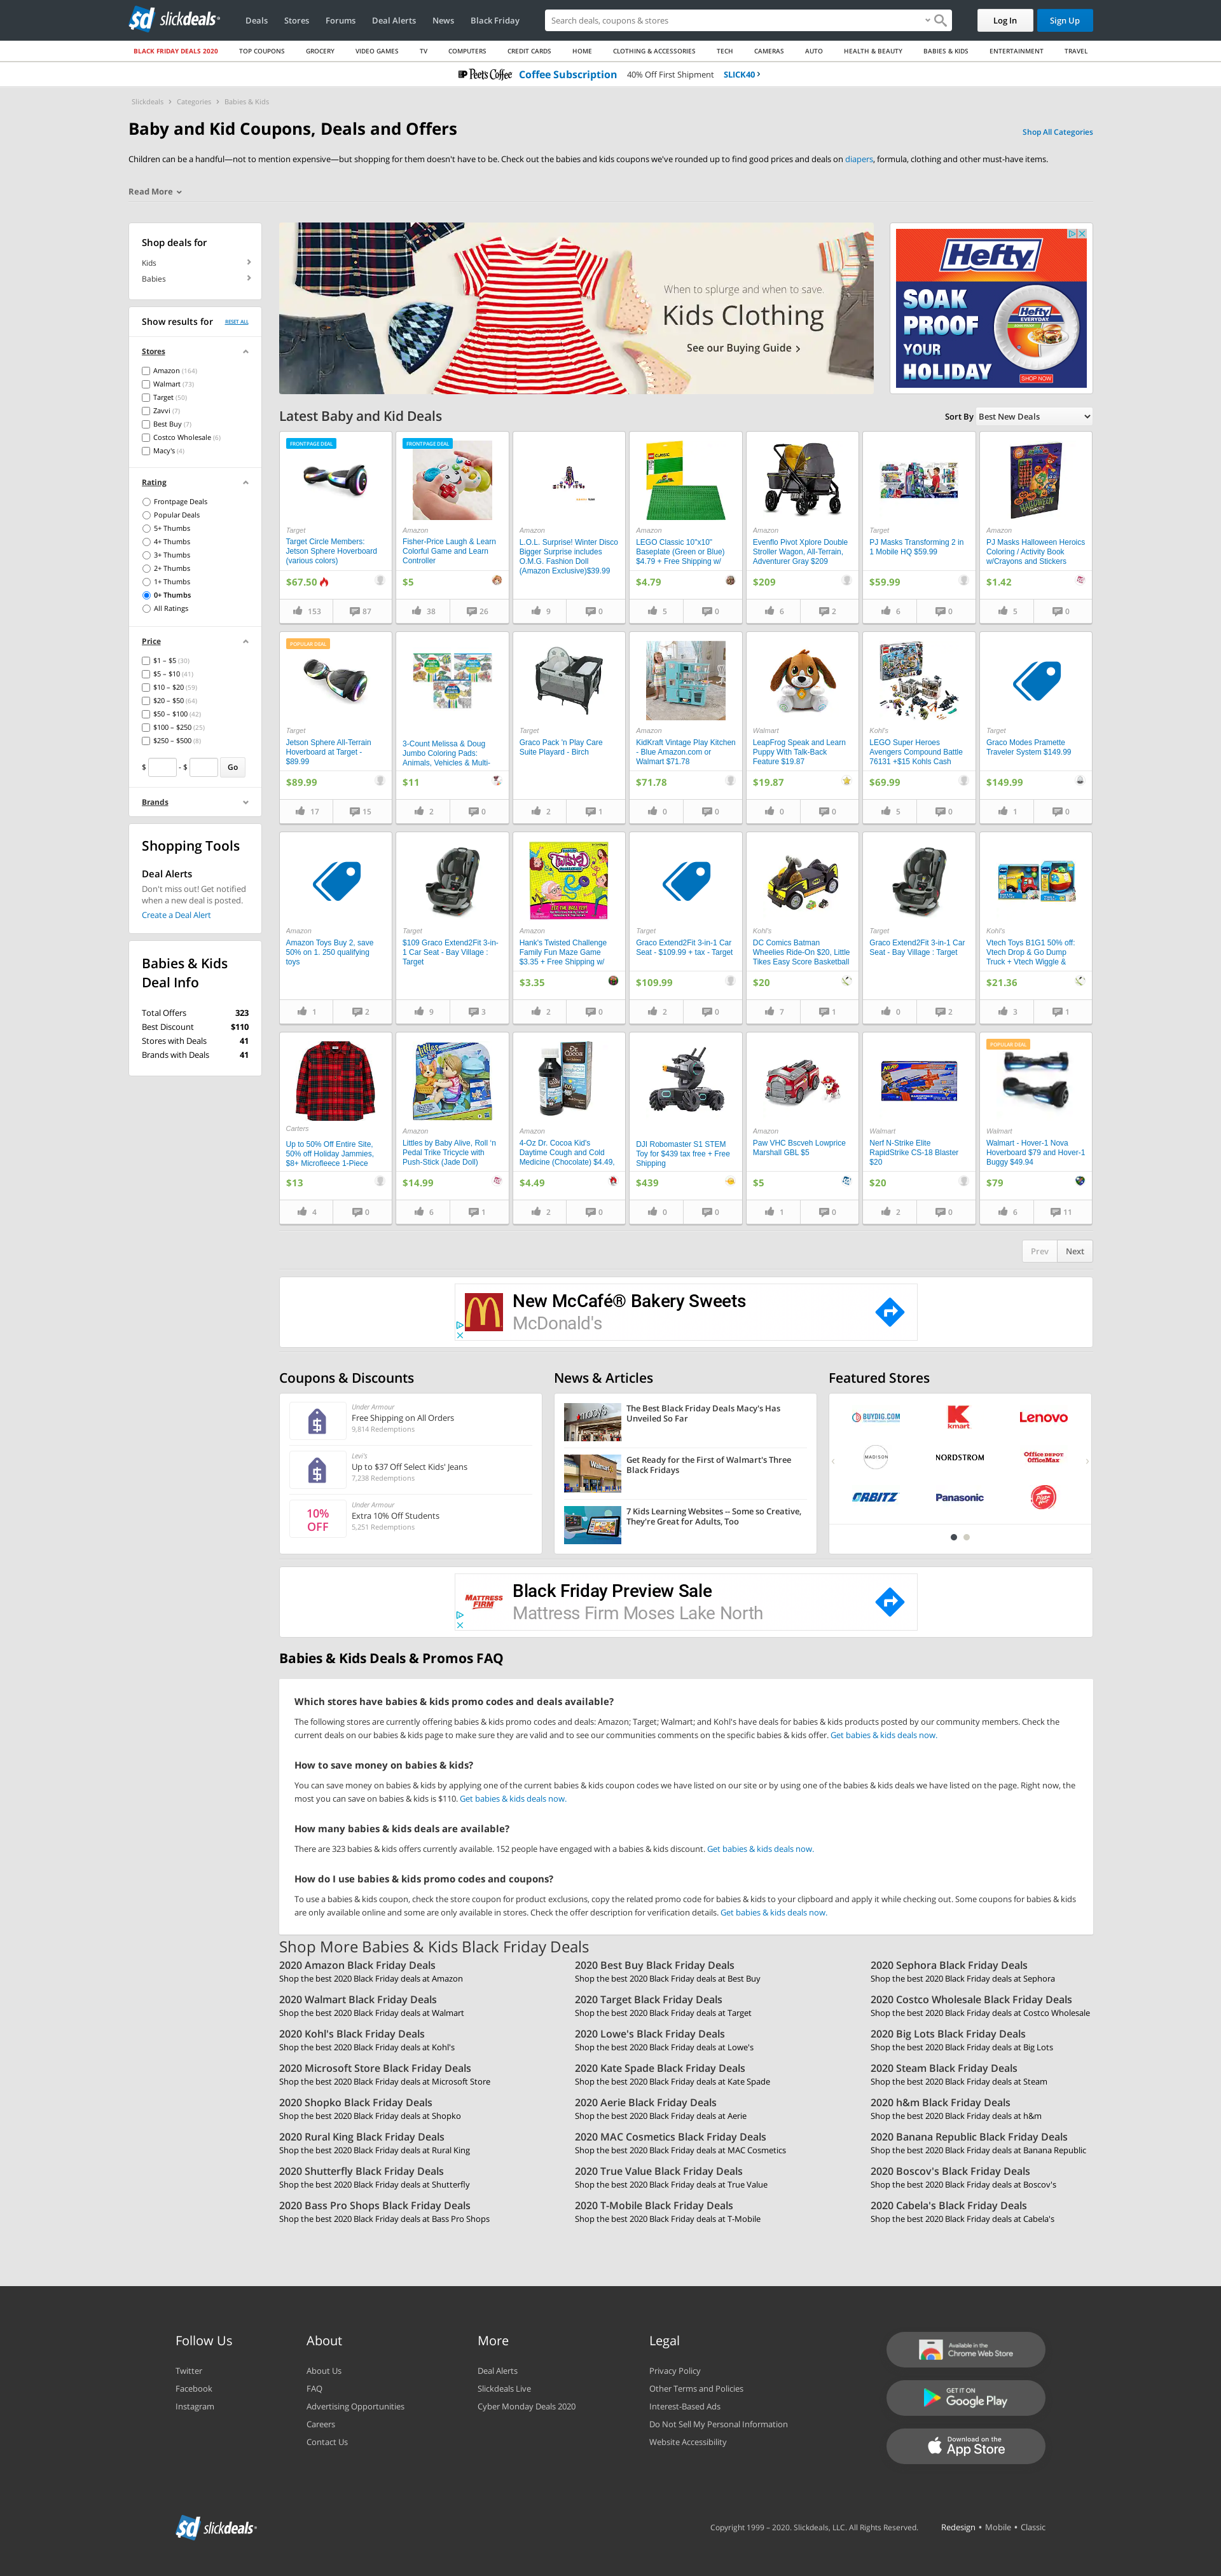 slickdeals
Deals
Stores
Forums
Deal Alerts
News
Black Friday
Search deals, coupons & stores
Log In
Sign Up
BLACK FRIDAY DEALS 2020
TOP COUPONS
GROCERY
VIDEO GAMES
TV
COMPUTERS
CREDIT CARDS
HOME
CLOTHING & ACCESSORIES
TECH
CAMERAS
AUTO
HEALTH & BEAUTY
BABIES & KIDS
ENTERTAINMENT
TRAVEL
Peet's Coffee Coffee Subscription 40% Off First Shipment SLICK40
Slickdeals › Categories › Babies & Kids
Baby and Kid Coupons, Deals and Offers
Shop All Categories
Children can be a handful—not to mention expensive—but shopping for them doesn't have to be. Check out the babies and kids coupons we've rounded up to find good prices and deals on diapers, formula, clothing and other must-have items.
Read More
Shop deals for
Kids
Babies
Show results for RESET ALL
Stores
Amazon (164)
Walmart (73)
Target (50)
Zavvi (7)
Best Buy (7)
Costco Wholesale (6)
Macy's (4)
Rating
Frontpage Deals
Popular Deals
5+ Thumbs
4+ Thumbs
3+ Thumbs
2+ Thumbs
1+ Thumbs
0+ Thumbs
All Ratings
Price
$1 – $5 (30)
$5 – $10 (41)
$10 – $20 (59)
$20 – $50 (64)
$50 – $100 (42)
$100 – $250 (25)
$250 – $500 (8)
$ - $ Go
Brands
Shopping Tools
Deal Alerts
Don't miss out! Get notified
when a new deal is posted.
Create a Deal Alert
Babies & Kids
Deal Info
Total Offers 323
Best Discount $110
Stores with Deals 41
Brands with Deals 41
When to splurge and when to save.
Kids Clothing
See our Buying Guide
Hefty
SOAK
PROOF
YOUR
HOLIDAY
Hefty
EVERYDAY
SHOP NOW
Latest Baby and Kid Deals
Sort By Best New Deals
FRONTPAGE DEAL
Target
Target Circle Members:
Jetson Sphere Hoverboard
(various colors)
$67.50
153 87
FRONTPAGE DEAL
Amazon
Fisher-Price Laugh & Learn
Colorful Game and Learn
Controller
$5
38 26
Amazon
L.O.L. Surprise! Winter Disco
Bigger Surprise includes
O.M.G. Fashion Doll
(Amazon Exclusive)$39.99
9 0
CLASSIC
Amazon
LEGO Classic 10"x10"
Baseplate (Green or Blue)
$4.79 + Free Shipping w/
$4.79
5 0
Amazon
Evenflo Pivot Xplore Double
Stroller Wagon, All-Terrain,
Adventurer Gray $209
$209
6 2
Target
PJ Masks Transforming 2 in
1 Mobile HQ $59.99
$59.99
6 0
HALLOWEEN
Amazon
PJ Masks Halloween Heroics
Coloring / Activity Book
w/Crayons and Stickers
$1.42
5 0
POPULAR DEAL
Target
Jetson Sphere All-Terrain
Hoverboard at Target -
$89.99
$89.99
17 15
3-Count Melissa & Doug
Jumbo Coloring Pads:
Animals, Vehicles & Multi-
$11
2 0
Target
Graco Pack 'n Play Care
Suite Playard - Birch
2 1
Amazon
KidKraft Vintage Play Kitchen
- Blue Amazon.com or
Walmart $71.78
$71.78
0 0
Walmart
LeapFrog Speak and Learn
Puppy With Talk-Back
Feature $19.87
$19.87
0 0
Kohl's
LEGO Super Heroes
Avengers Compound Battle
76131 +$15 Kohls Cash
$69.99
5 0
Target
Graco Modes Pramette
Traveler System $149.99
$149.99
1 0
Amazon
Amazon Toys Buy 2, save
50% on 1. 250 qualifying
toys
1 2
Target
$109 Graco Extend2Fit 3-in-
1 Car Seat - Bay Village :
Target
9 3
Amazon
Hank's Twisted Challenge
Family Fun Maze Game
$3.35 + Free Shipping w/
$3.35
2 0
Target
Graco Extend2Fit 3-in-1 Car
Seat - $109.99 + tax - Target
$109.99
2 0
Kohl's
DC Comics Batman
Wheelies Ride-On $20, Little
Tikes Easy Score Basketball
$20
7 1
Target
Graco Extend2Fit 3-in-1 Car
Seat - Bay Village : Target
0 2
Kohl's
Vtech Toys B1G1 50% off:
Vtech Drop & Go Dump
Truck + Vtech Wiggle &
$21.36
3 1
Carters
Up to 50% Off Entire Site,
50% off Holiday Jammies,
$8+ Microfleece 1-Piece
$13
4 0
Amazon
Littles by Baby Alive, Roll 'n
Pedal Trike Tricycle with
Push-Stick (Jade Doll)
$14.99
6 1
Amazon
4-Oz Dr. Cocoa Kid's
Daytime Cough and Cold
Medicine (Chocolate) $4.49,
$4.49
2 0
DJI Robomaster S1 STEM
Toy for $439 tax free + Free
Shipping
$439
0 0
Amazon
Paw VHC Bscveh Lowprice
Marshall GBL $5
$5
1 0
Walmart
Nerf N-Strike Elite
RapidStrike CS-18 Blaster
$20
$20
2 0
POPULAR DEAL
Walmart
Walmart - Hover-1 Nova
Hoverboard $79 and Hover-1
Buggy $49.94
$79
6 11
Prev Next
New McCafé® Bakery Sweets
McDonald's
Coupons & Discounts
Under Armour
Free Shipping on All Orders
9,814 Redemptions
Levi's
Up to $37 Off Select Kids' Jeans
7,238 Redemptions
10%
OFF
Under Armour
Extra 10% Off Students
5,251 Redemptions
News & Articles
The Best Black Friday Deals Macy's Has
Unveiled So Far
Get Ready for the First of Walmart's Three
Black Fridays
7 Kids Learning Websites -- Some so Creative,
They're Great for Adults, Too
Featured Stores
BUYDIG.COM
kmart
Lenovo
MADISON
NORDSTROM
Office DEPOT
OfficeMax
ORBITZ
Panasonic
Pizza Hut
MATTRESS
FIRM
Black Friday Preview Sale
Mattress Firm Moses Lake North
Babies & Kids Deals & Promos FAQ
Which stores have babies & kids promo codes and deals available?
The following stores are currently offering babies & kids promo codes and deals: Amazon; Target; Walmart; and Kohl's have deals for babies & kids products posted by our community members. Check the
current deals on our babies & kids page to make sure they are valid and to see our communities comments on the specific babies & kids offer. Get babies & kids deals now.
How to save money on babies & kids?
You can save money on babies & kids by applying one of the current babies & kids coupon codes we have listed on our site or by using one of the babies & kids deals we have listed on the page. Right now, the
most you can save on babies & kids is $110. Get babies & kids deals now.
How many babies & kids deals are available?
There are 323 babies & kids offers currently available. 152 people have engaged with a babies & kids discount. Get babies & kids deals now.
How do I use babies & kids promo codes and coupons?
To use a babies & kids coupon, check the store coupon for product exclusions, copy the related promo code for babies & kids to your clipboard and apply it while checking out. Some coupons for babies & kids
are only available online and some are only available in stores. Check the offer description for verification details. Get babies & kids deals now.
Shop More Babies & Kids Black Friday Deals
2020 Amazon Black Friday Deals
Shop the best 2020 Black Friday deals at Amazon
2020 Best Buy Black Friday Deals
Shop the best 2020 Black Friday deals at Best Buy
2020 Sephora Black Friday Deals
Shop the best 2020 Black Friday deals at Sephora
2020 Walmart Black Friday Deals
Shop the best 2020 Black Friday deals at Walmart
2020 Target Black Friday Deals
Shop the best 2020 Black Friday deals at Target
2020 Costco Wholesale Black Friday Deals
Shop the best 2020 Black Friday deals at Costco Wholesale
2020 Kohl's Black Friday Deals
Shop the best 2020 Black Friday deals at Kohl's
2020 Lowe's Black Friday Deals
Shop the best 2020 Black Friday deals at Lowe's
2020 Big Lots Black Friday Deals
Shop the best 2020 Black Friday deals at Big Lots
2020 Microsoft Store Black Friday Deals
Shop the best 2020 Black Friday deals at Microsoft Store
2020 Kate Spade Black Friday Deals
Shop the best 2020 Black Friday deals at Kate Spade
2020 Steam Black Friday Deals
Shop the best 2020 Black Friday deals at Steam
2020 Shopko Black Friday Deals
Shop the best 2020 Black Friday deals at Shopko
2020 Aerie Black Friday Deals
Shop the best 2020 Black Friday deals at Aerie
2020 h&m Black Friday Deals
Shop the best 2020 Black Friday deals at h&m
2020 Rural King Black Friday Deals
Shop the best 2020 Black Friday deals at Rural King
2020 MAC Cosmetics Black Friday Deals
Shop the best 2020 Black Friday deals at MAC Cosmetics
2020 Banana Republic Black Friday Deals
Shop the best 2020 Black Friday deals at Banana Republic
2020 Shutterfly Black Friday Deals
Shop the best 2020 Black Friday deals at Shutterfly
2020 True Value Black Friday Deals
Shop the best 2020 Black Friday deals at True Value
2020 Boscov's Black Friday Deals
Shop the best 2020 Black Friday deals at Boscov's
2020 Bass Pro Shops Black Friday Deals
Shop the best 2020 Black Friday deals at Bass Pro Shops
2020 T-Mobile Black Friday Deals
Shop the best 2020 Black Friday deals at T-Mobile
2020 Cabela's Black Friday Deals
Shop the best 2020 Black Friday deals at Cabela's
Follow Us
Twitter
Facebook
Instagram
About
About Us
FAQ
Advertising Opportunities
Careers
Contact Us
More
Deal Alerts
Slickdeals Live
Cyber Monday Deals 2020
Legal
Privacy Policy
Other Terms and Policies
Interest-Based Ads
Do Not Sell My Personal Information
Website Accessibility
Available in the
Chrome Web Store
GET IT ON
Google Play
Download on the
App Store
slickdeals
Copyright 1999 – 2020. Slickdeals, LLC. All Rights Reserved.
Redesign • Mobile • Classic